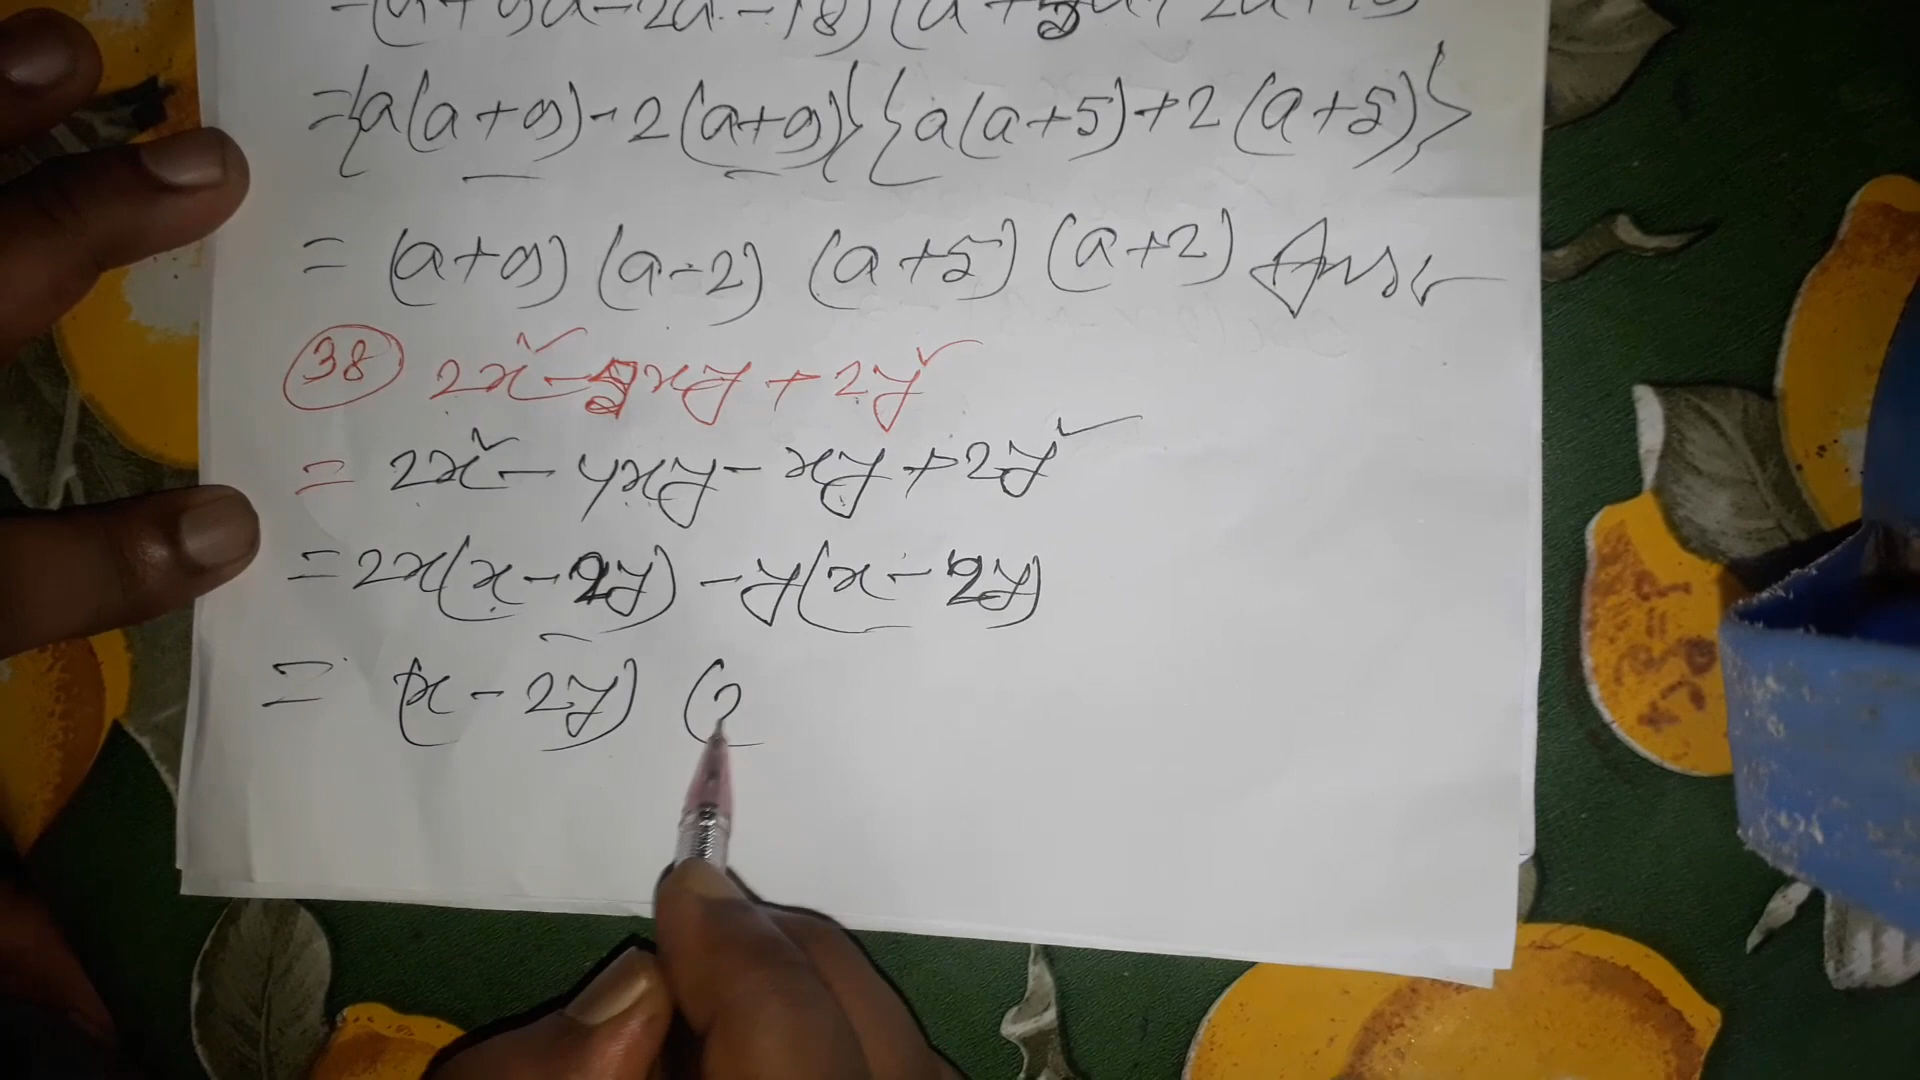 ={a(a+9)-2(a+9)}{a(a+5)+2(a+5)}
= (a+9) (a-2) (a+5) (a+2) Ans
(38) 2x²-5xy+2y²
= 2x²-4xy-xy+2y²
=2x(x-2y)-y(x-2y)
= (x-2y) (2